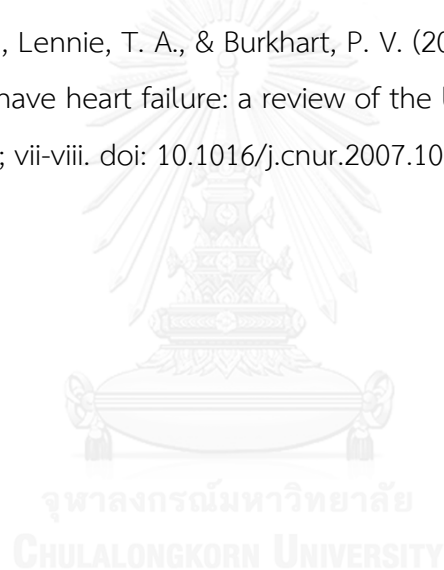 , Lennie, T. A., & Burkhart, P. V. (20
have heart failure: a review of the
; vii-viii. doi: 10.1016/j.cnur.2007.10
จุฬาลงกรณ์มหาวิทยาลัย
CHULALONGKORN UNIVERSITY